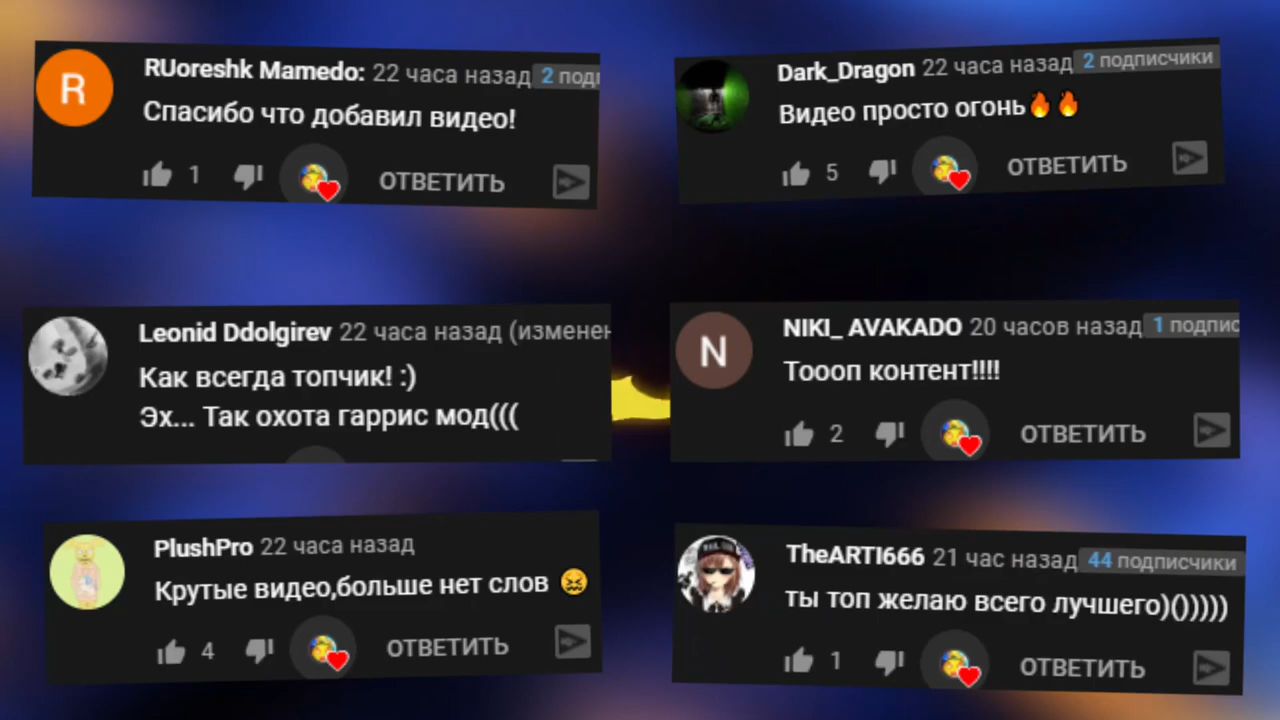 R
RUoreshk Mamedo: 22 часа назад 2
Спасибо что добавил видео!
1 ОТВЕТИТЬ
Dark_Dragon 22 часа назад 2 подписчики
Видео просто огонь🔥🔥
5 ОТВЕТИТЬ
Leonid Ddolgirev 22 часа назад (изменен
Как всегда топчик! :)
Эх... Так охота гаррис мод(((
N
NIKI_ AVAKADO 20 часов назад 1 подпис
Тоооп контент!!!!
2 ОТВЕТИТЬ
PlushPro 22 часа назад
Крутые видео,больше нет слов 😖
4 ОТВЕТИТЬ
TheARTI666 21 час назад 44 подписчики
ты топ желаю всего лучшего)()))))
1 ОТВЕТИТЬ